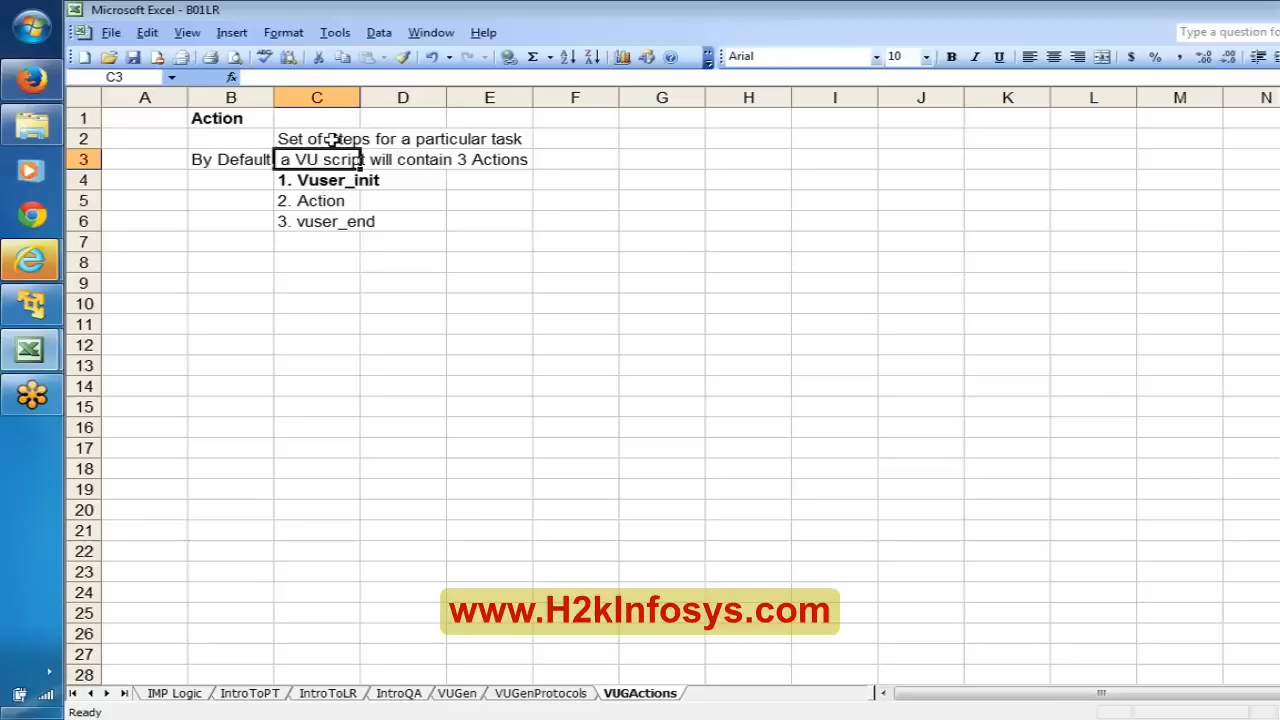 Microsoft Excel - B01LR
File Edit View Insert Format Tools Data Window Help
Type a question fo
Arial 10 B I U $ % ,
C3 fx
A B C D E F G H I J K L M N
1 Action
2 Set of steps for a particular task
3 By Default a VU script will contain 3 Actions
4 1. Vuser_init
5 2. Action
6 3. vuser_end
7
8
9
10
11
12
13
14
15
16
17
18
19
20
21
22
23
24
www.H2kInfosys.com
25
26
27
28
IMP Logic IntroToPT IntroToLR IntroQA VUGen VUGenProtocols VUGActions
Ready